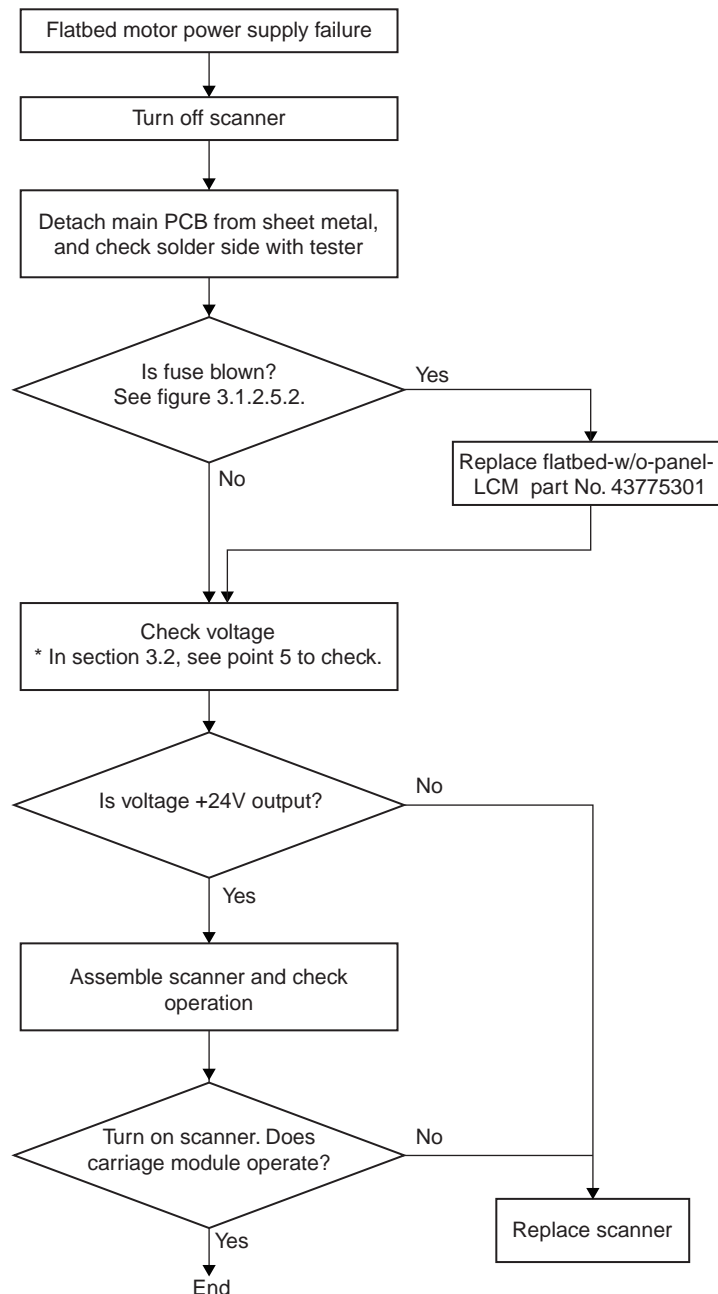 Flatbed motor power supply failure
Turn off scanner
Detach main PCB from sheet metal,
and check solder side with tester
Is fuse blown?
See figure 3.1.2.5.2.
Yes
No
Replace flatbed-w/o-panel-
LCM  part No. 43775301
Check voltage
* In section 3.2, see point 5 to check.
Is voltage +24V output?
No
Yes
Assemble scanner and check
operation
Turn on scanner. Does
carriage module operate?
No
Yes
Replace scanner
End